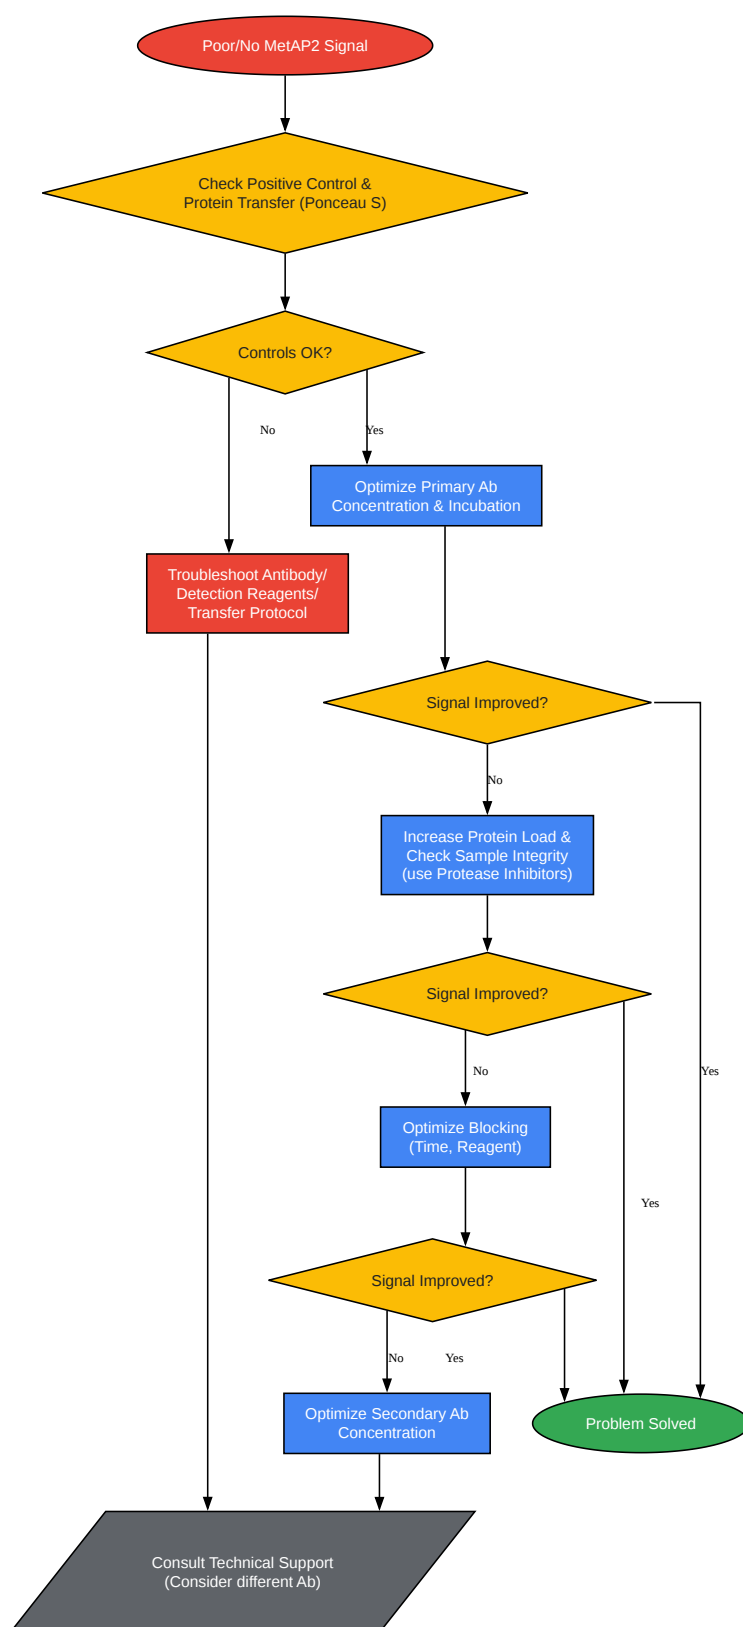 Poor/No MetAP2 Signal
Check Positive Control &
Protein Transfer (Ponceau S)
Controls OK?
No
Yes
Optimize Primary Ab
Concentration & Incubation
Troubleshoot Antibody/
Detection Reagents/
Transfer Protocol
Signal Improved?
No
Increase Protein Load &
Check Sample Integrity
(use Protease Inhibitors)
Signal Improved?
No
Yes
Optimize Blocking
(Time, Reagent)
Yes
Signal Improved?
No
Yes
Optimize Secondary Ab
Concentration
Problem Solved
Consult Technical Support
(Consider different Ab)